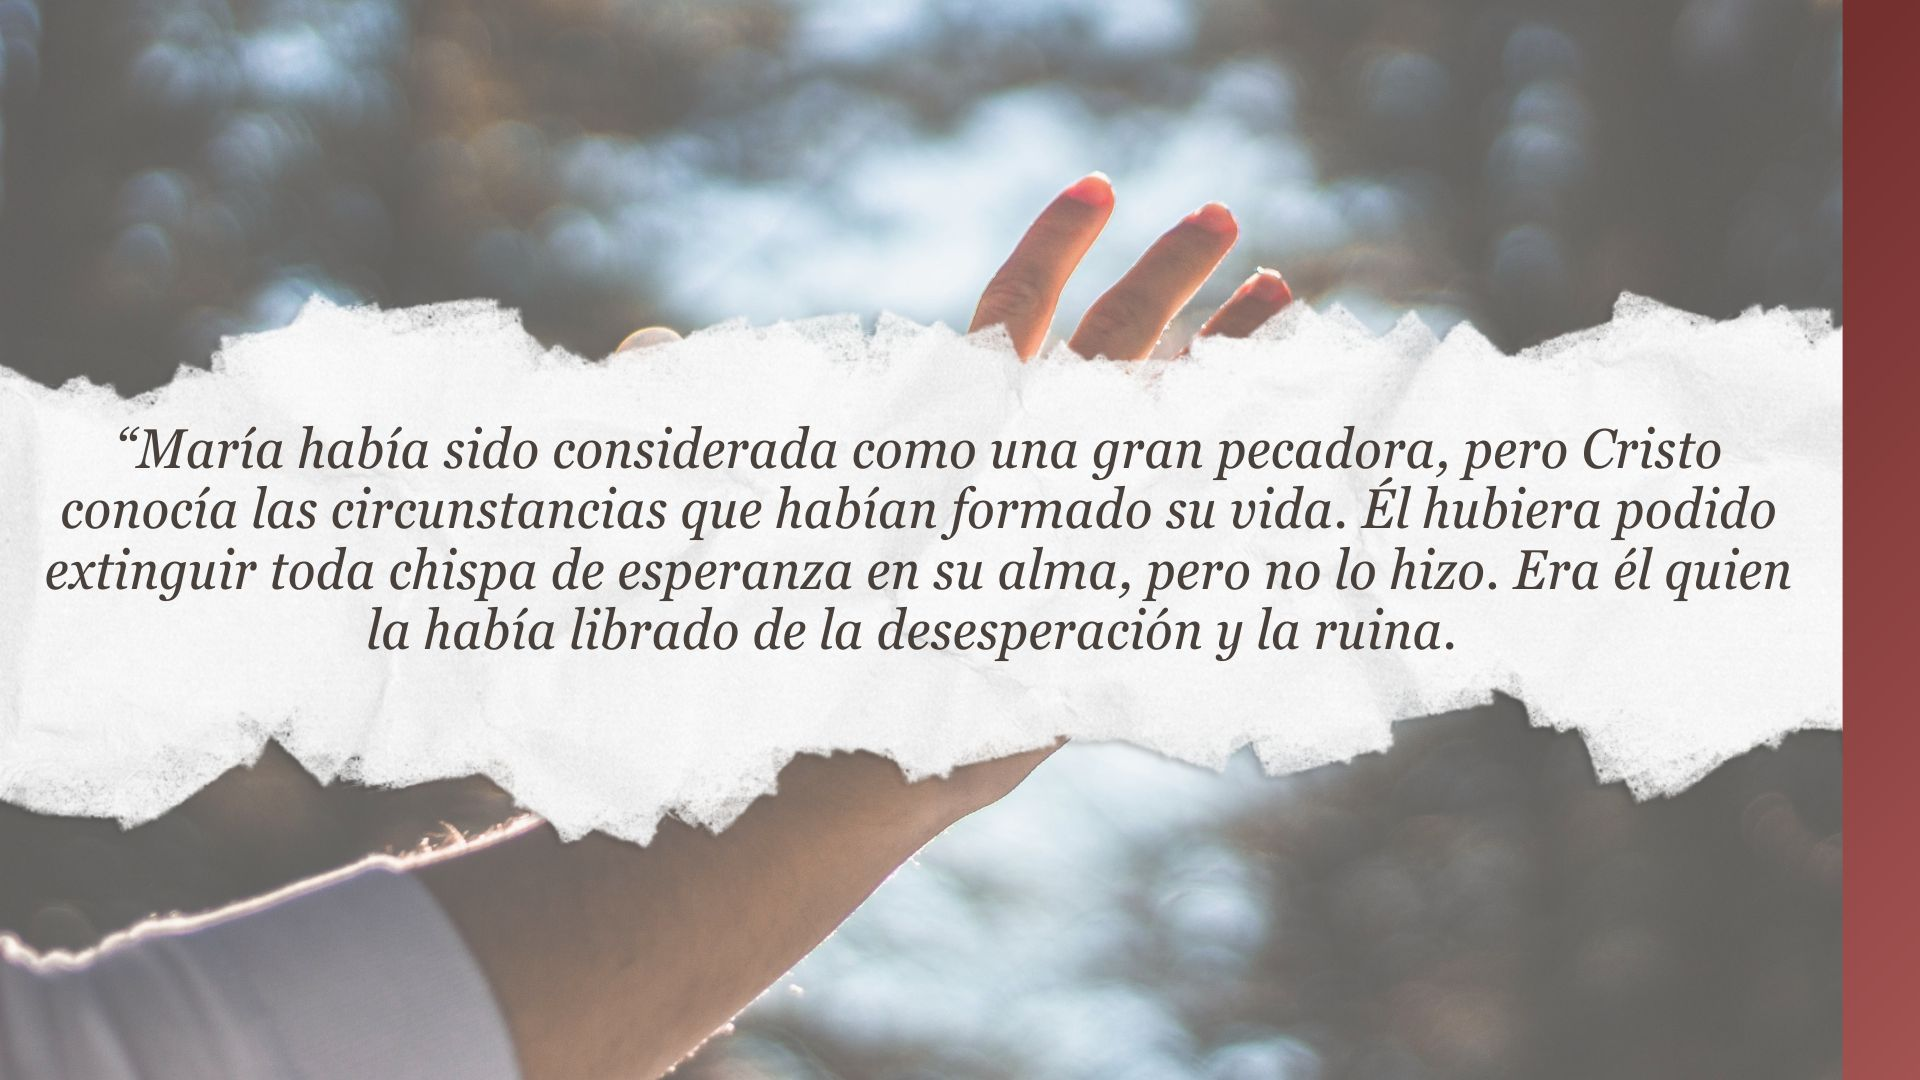 “María había sido considerada como una gran pecadora, pero Cristo
conocía las circunstancias que habían formado su vida. Él hubiera podido
extinguir toda chispa de esperanza en su alma, pero no lo hizo. Era él quien
la había librado de la desesperación y la ruina.